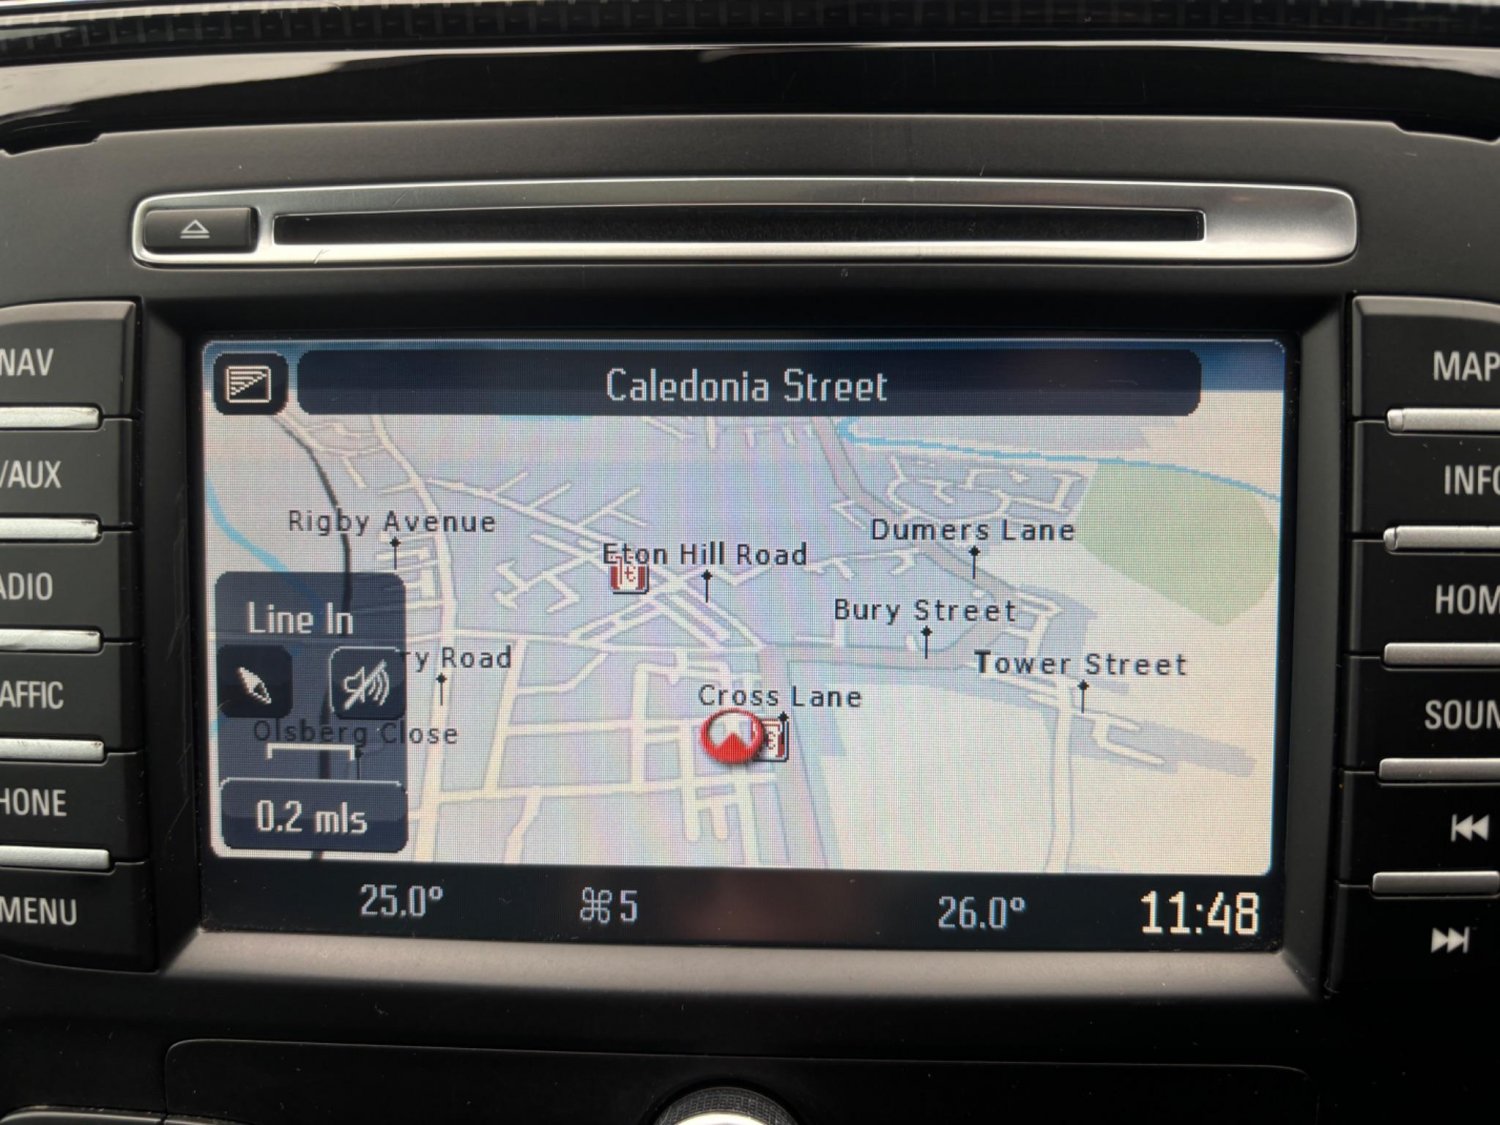 NAV
/AUX
ADIO
AFFIC
HONE
MENU
Caledonia Street
Rigby Avenue
Eton Hill Road
Dumers Lane
Bury Street
Line In
ry Road
Tower Street
Cross Lane
Olsberg Close
0.2 mls
25.0°
⌘5
26.0°
11:48
MAP
INFO
HOM
SOUN